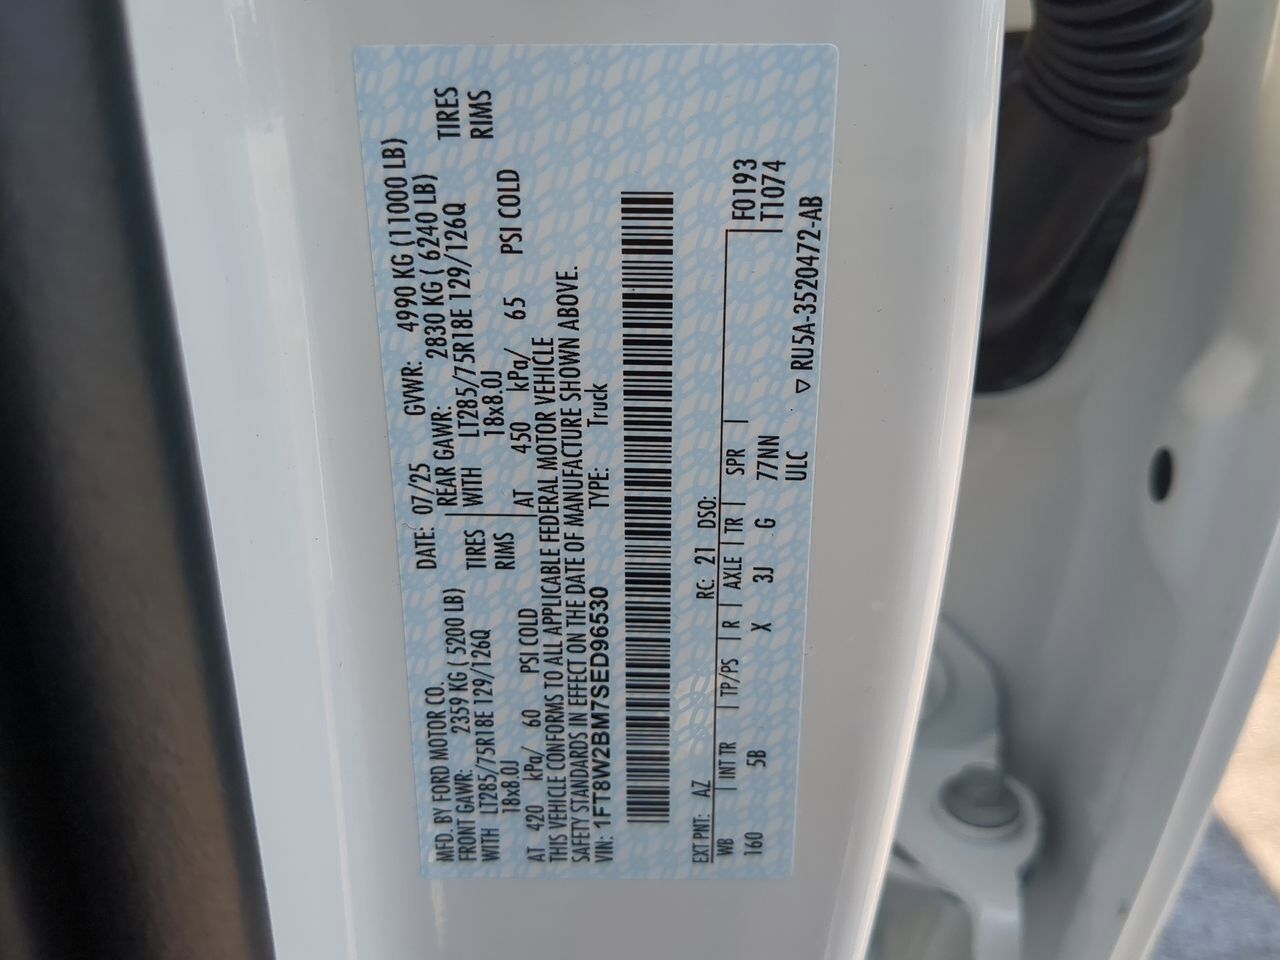 MFD. BY FORD MOTOR CO. DATE: 07/25 GVWR: 4990 KG (11000 LB)
FRONT GAWR: 2359 KG ( 5200 LB) REAR GAWR: 2830 KG ( 6240 LB)
WITH LT285/75R18E 129/126Q TIRES WITH LT285/75R18E 129/126Q TIRES
18x8.0J RIMS 18x8.0J RIMS
AT 420 kPa/ 60 PSI COLD AT 450 kPa/ 65 PSI COLD
THIS VEHICLE CONFORMS TO ALL APPLICABLE FEDERAL MOTOR VEHICLE
SAFETY STANDARDS IN EFFECT ON THE DATE OF MANUFACTURE SHOWN ABOVE.
VIN: 1FT8W2BM7SED96530 TYPE: Truck
EXT PNT: AZ RC: 21 DSO:
WB INT TR TP/PS R AXLE TR SPR F0193
160 5B X 3J G 77NN T1074
ULC
▽ RU5A-3520472-AB